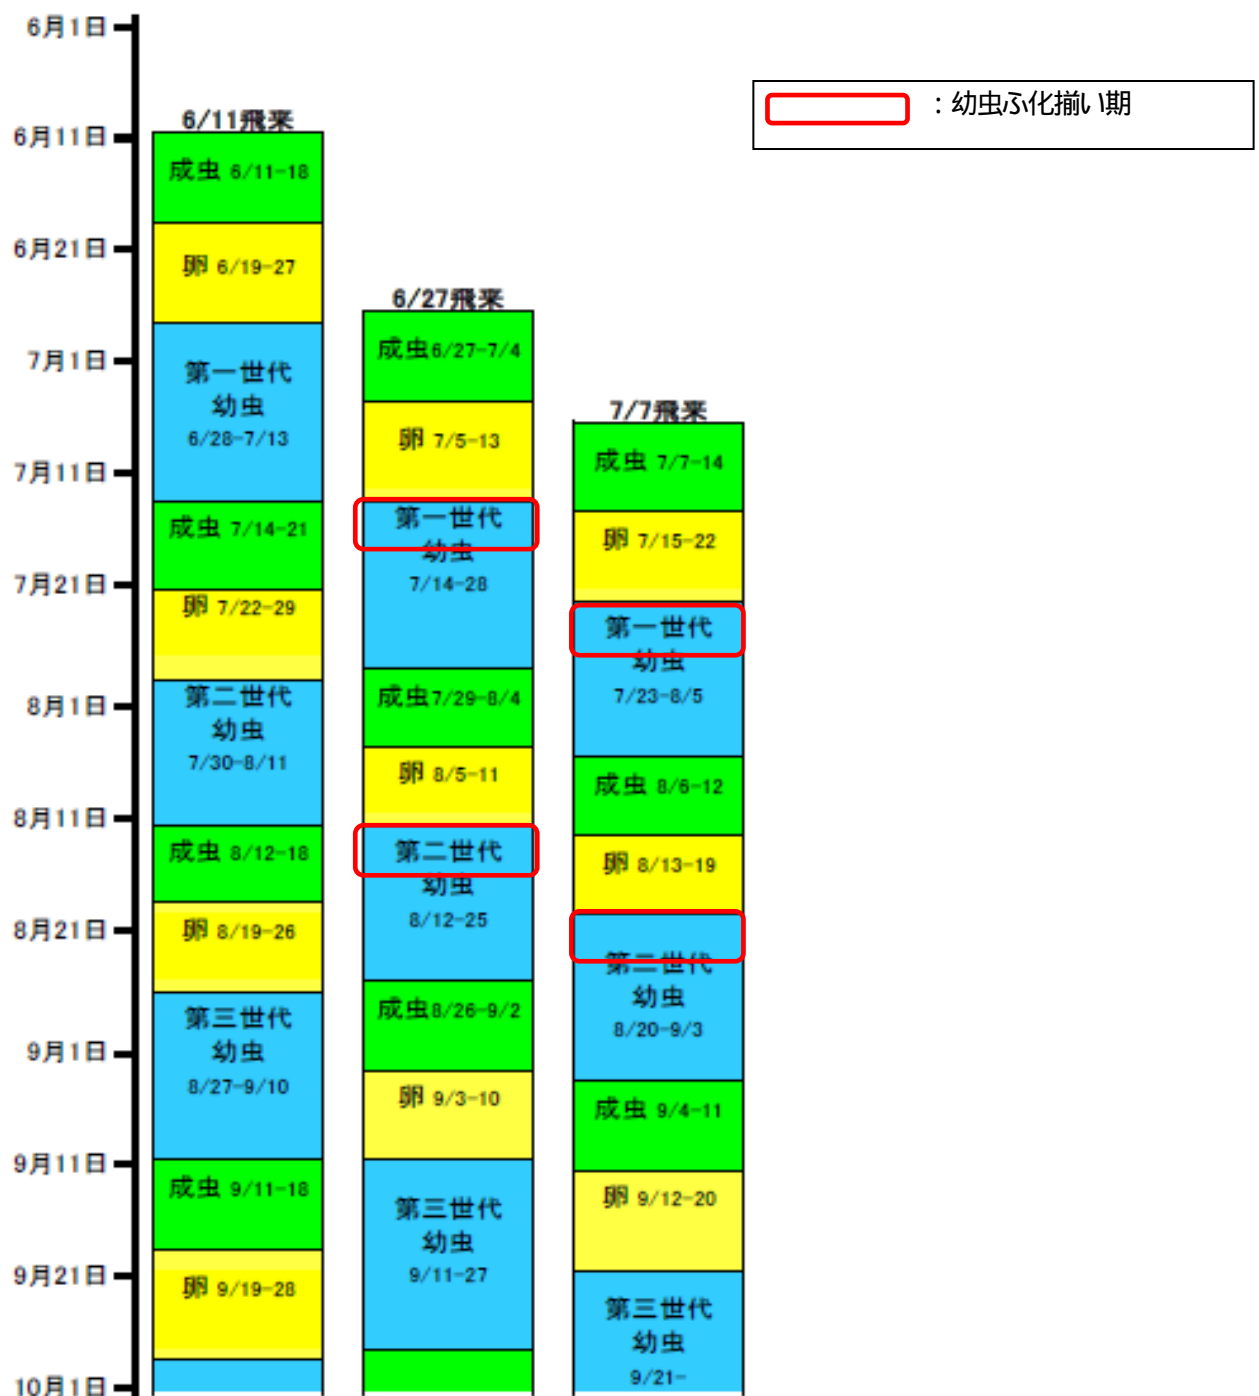 6月1日
6月11日
6月21日
7月1日
7月11日
7月21日
8月1日
8月11日
8月21日
9月1日
9月11日
9月21日
10月1日
6/11飛来
成虫 6/11-18
卵 6/19-27
第一世代
幼虫
6/28-7/13
成虫 7/14-21
卵 7/22-29
第二世代
幼虫
7/30-8/11
成虫 8/12-18
卵 8/19-26
第三世代
幼虫
8/27-9/10
成虫 9/11-18
卵 9/19-28
6/27飛来
成虫6/27-7/4
卵 7/5-13
第一世代
幼虫
7/14-28
成虫7/29-8/4
卵 8/5-11
第二世代
幼虫
8/12-25
成虫8/26-9/2
卵 9/3-10
第三世代
幼虫
9/11-27
7/7飛来
成虫 7/7-14
卵 7/15-22
第一世代
幼虫
7/23-8/5
成虫 8/6-12
卵 8/13-19
第二世代
幼虫
8/20-9/3
成虫 9/4-11
卵 9/12-20
第三世代
幼虫
9/21-
：幼虫ふ化揃い期